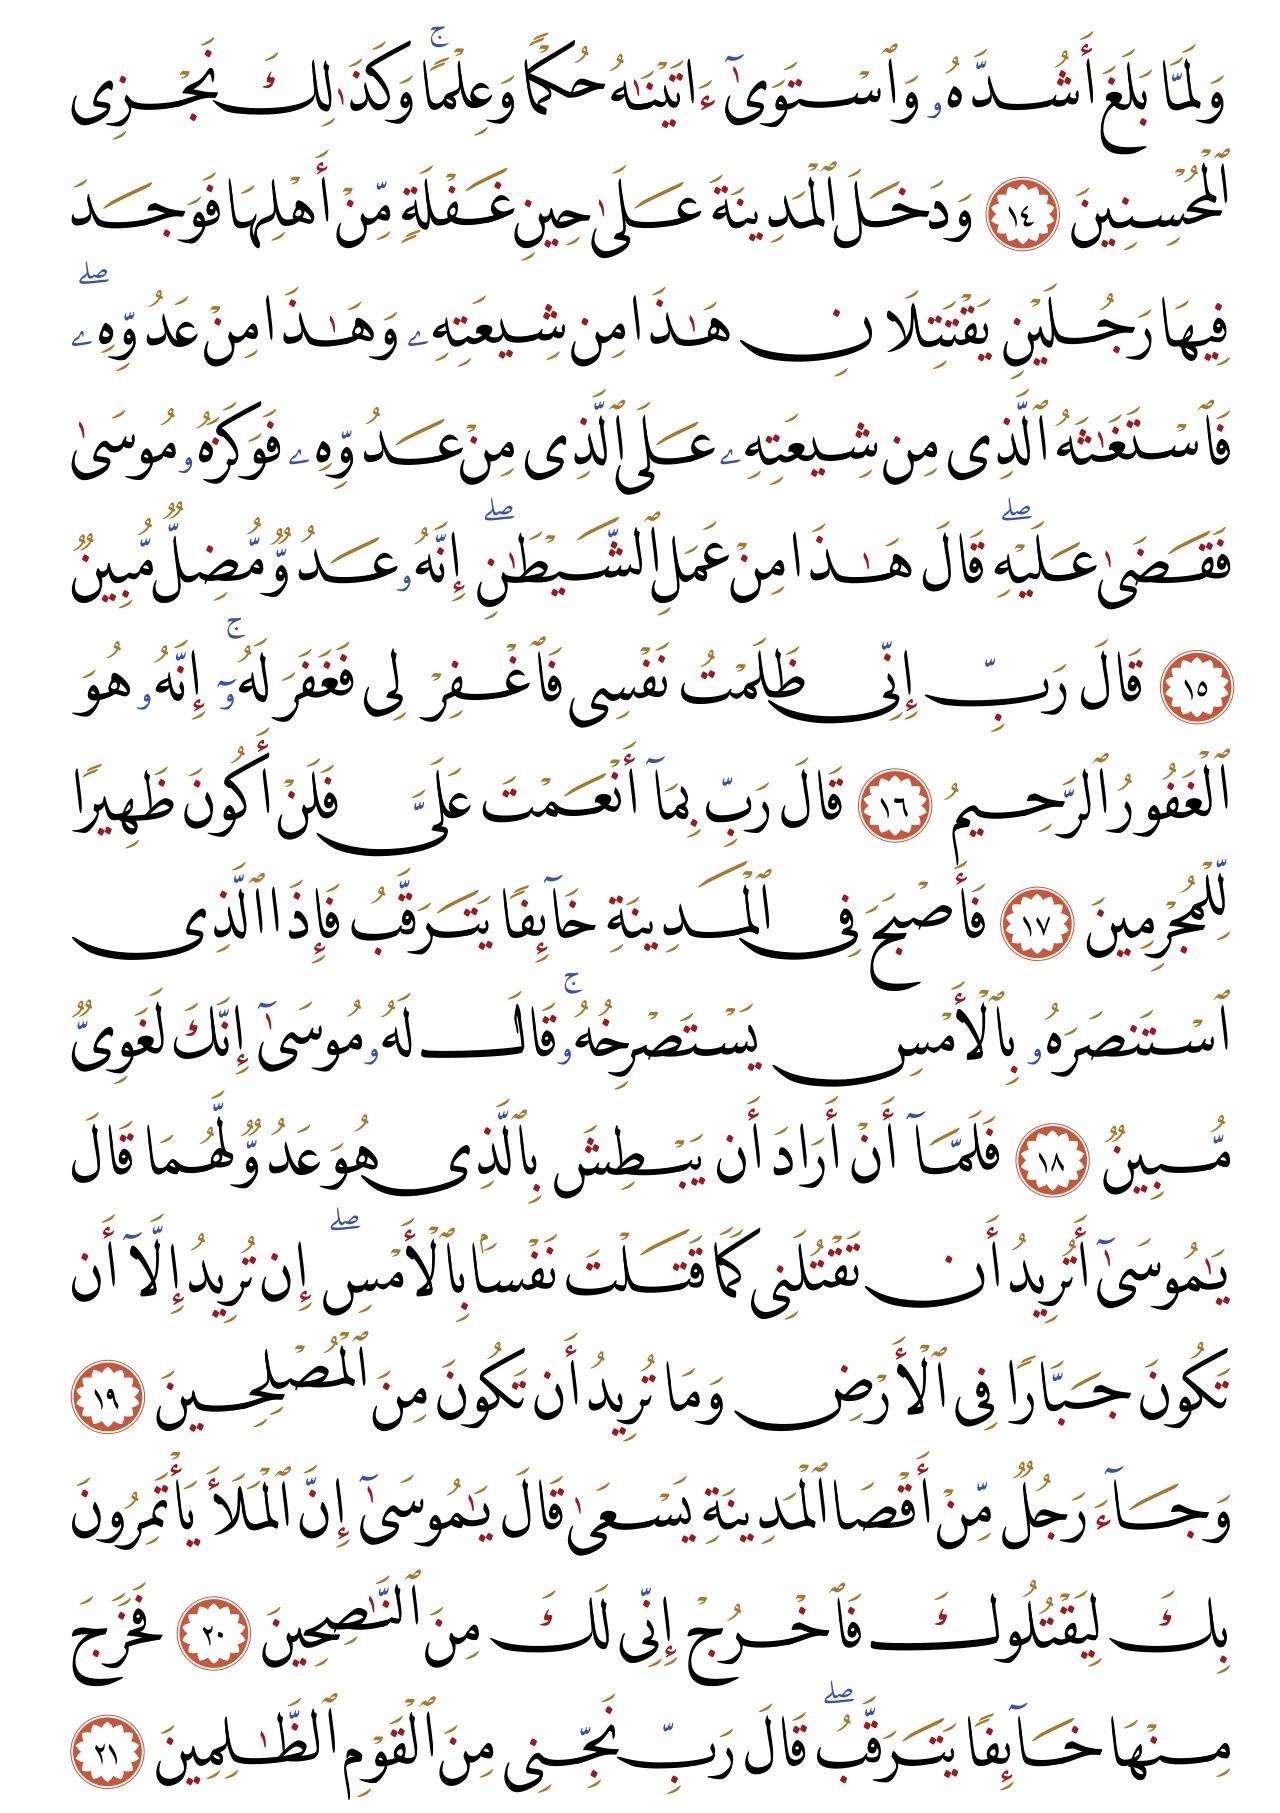 وَلَمَّا بَلَغَ أَشُدَّهُۥ وَٱسْتَوَىٰٓ ءَاتَيْنَٰهُ حُكْمًا وَعِلْمًاۚ وَكَذَٰلِكَ نَجْزِى
ٱلْمُحْسِنِينَ ١٤ وَدَخَلَ ٱلْمَدِينَةَ عَلَىٰ حِينِ غَفْلَةٍ مِّنْ أَهْلِهَا فَوَجَدَ
فِيهَا رَجُلَيْنِ يَقْتَتِلَانِ هَٰذَا مِن شِيعَتِهِۦ وَهَٰذَا مِنْ عَدُوِّهِۦۖ
فَٱسْتَغَٰثَهُ ٱلَّذِى مِن شِيعَتِهِۦ عَلَى ٱلَّذِى مِنْ عَدُوِّهِۦ فَوَكَزَهُۥ مُوسَىٰ
فَقَضَىٰ عَلَيْهِۖ قَالَ هَٰذَا مِنْ عَمَلِ ٱلشَّيْطَٰنِۖ إِنَّهُۥ عَدُوٌّ مُّضِلٌّ مُّبِينٌ
١٥ قَالَ رَبِّ إِنِّى ظَلَمْتُ نَفْسِى فَٱغْفِرْ لِى فَغَفَرَ لَهُۥٓۚ إِنَّهُۥ هُوَ
ٱلْغَفُورُ ٱلرَّحِيمُ ١٦ قَالَ رَبِّ بِمَآ أَنْعَمْتَ عَلَىَّ فَلَنْ أَكُونَ ظَهِيرًا
لِّلْمُجْرِمِينَ ١٧ فَأَصْبَحَ فِى ٱلْمَدِينَةِ خَآئِفًا يَتَرَقَّبُ فَإِذَا ٱلَّذِى
ٱسْتَنصَرَهُۥ بِٱلْأَمْسِ يَسْتَصْرِخُهُۥۚ قَالَ لَهُۥ مُوسَىٰٓ إِنَّكَ لَغَوِىٌّ
مُّبِينٌ ١٨ فَلَمَّآ أَنْ أَرَادَ أَن يَبْطِشَ بِٱلَّذِى هُوَ عَدُوٌّ لَّهُمَا قَالَ
يَٰمُوسَىٰٓ أَتُرِيدُ أَن تَقْتُلَنِى كَمَا قَتَلْتَ نَفْسَۢا بِٱلْأَمْسِۖ إِن تُرِيدُ إِلَّآ أَن
تَكُونَ جَبَّارًا فِى ٱلْأَرْضِ وَمَا تُرِيدُ أَن تَكُونَ مِنَ ٱلْمُصْلِحِينَ ١٩
وَجَآءَ رَجُلٌ مِّنْ أَقْصَا ٱلْمَدِينَةِ يَسْعَىٰ قَالَ يَٰمُوسَىٰٓ إِنَّ ٱلْمَلَأَ يَأْتَمِرُونَ
بِكَ لِيَقْتُلُوكَ فَٱخْرُجْ إِنِّى لَكَ مِنَ ٱلنَّٰصِحِينَ ٢٠ فَخَرَجَ
مِنْهَا خَآئِفًا يَتَرَقَّبُۖ قَالَ رَبِّ نَجِّنِى مِنَ ٱلْقَوْمِ ٱلظَّٰلِمِينَ ٢١